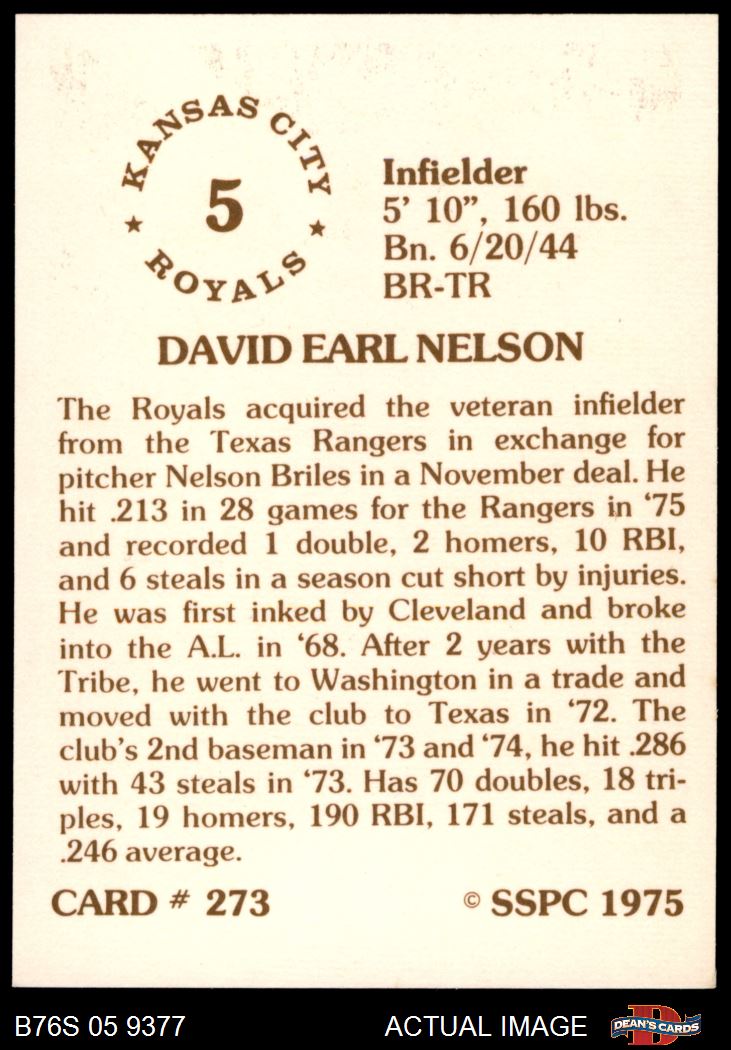 KANSAS CITY
5
★ ★
ROYALS
Infielder
5' 10”, 160 lbs.
Bn. 6/20/44
BR-TR
DAVID EARL NELSON
The Royals acquired the veteran infielder
from the Texas Rangers in exchange for
pitcher Nelson Briles in a November deal. He
hit .213 in 28 games for the Rangers in ‘75
and recorded 1 double, 2 homers, 10 RBI,
and 6 steals in a season cut short by injuries.
He was first inked by Cleveland and broke
into the A.L. in ‘68. After 2 years with the
Tribe, he went to Washington in a trade and
moved with the club to Texas in ‘72. The
club's 2nd baseman in ‘73 and ‘74, he hit .286
with 43 steals in ‘73. Has 70 doubles, 18 tri-
ples, 19 homers, 190 RBI, 171 steals, and a
.246 average.
CARD # 273 © SSPC 1975
B76S 05 9377 ACTUAL IMAGE D DEAN'S CARDS